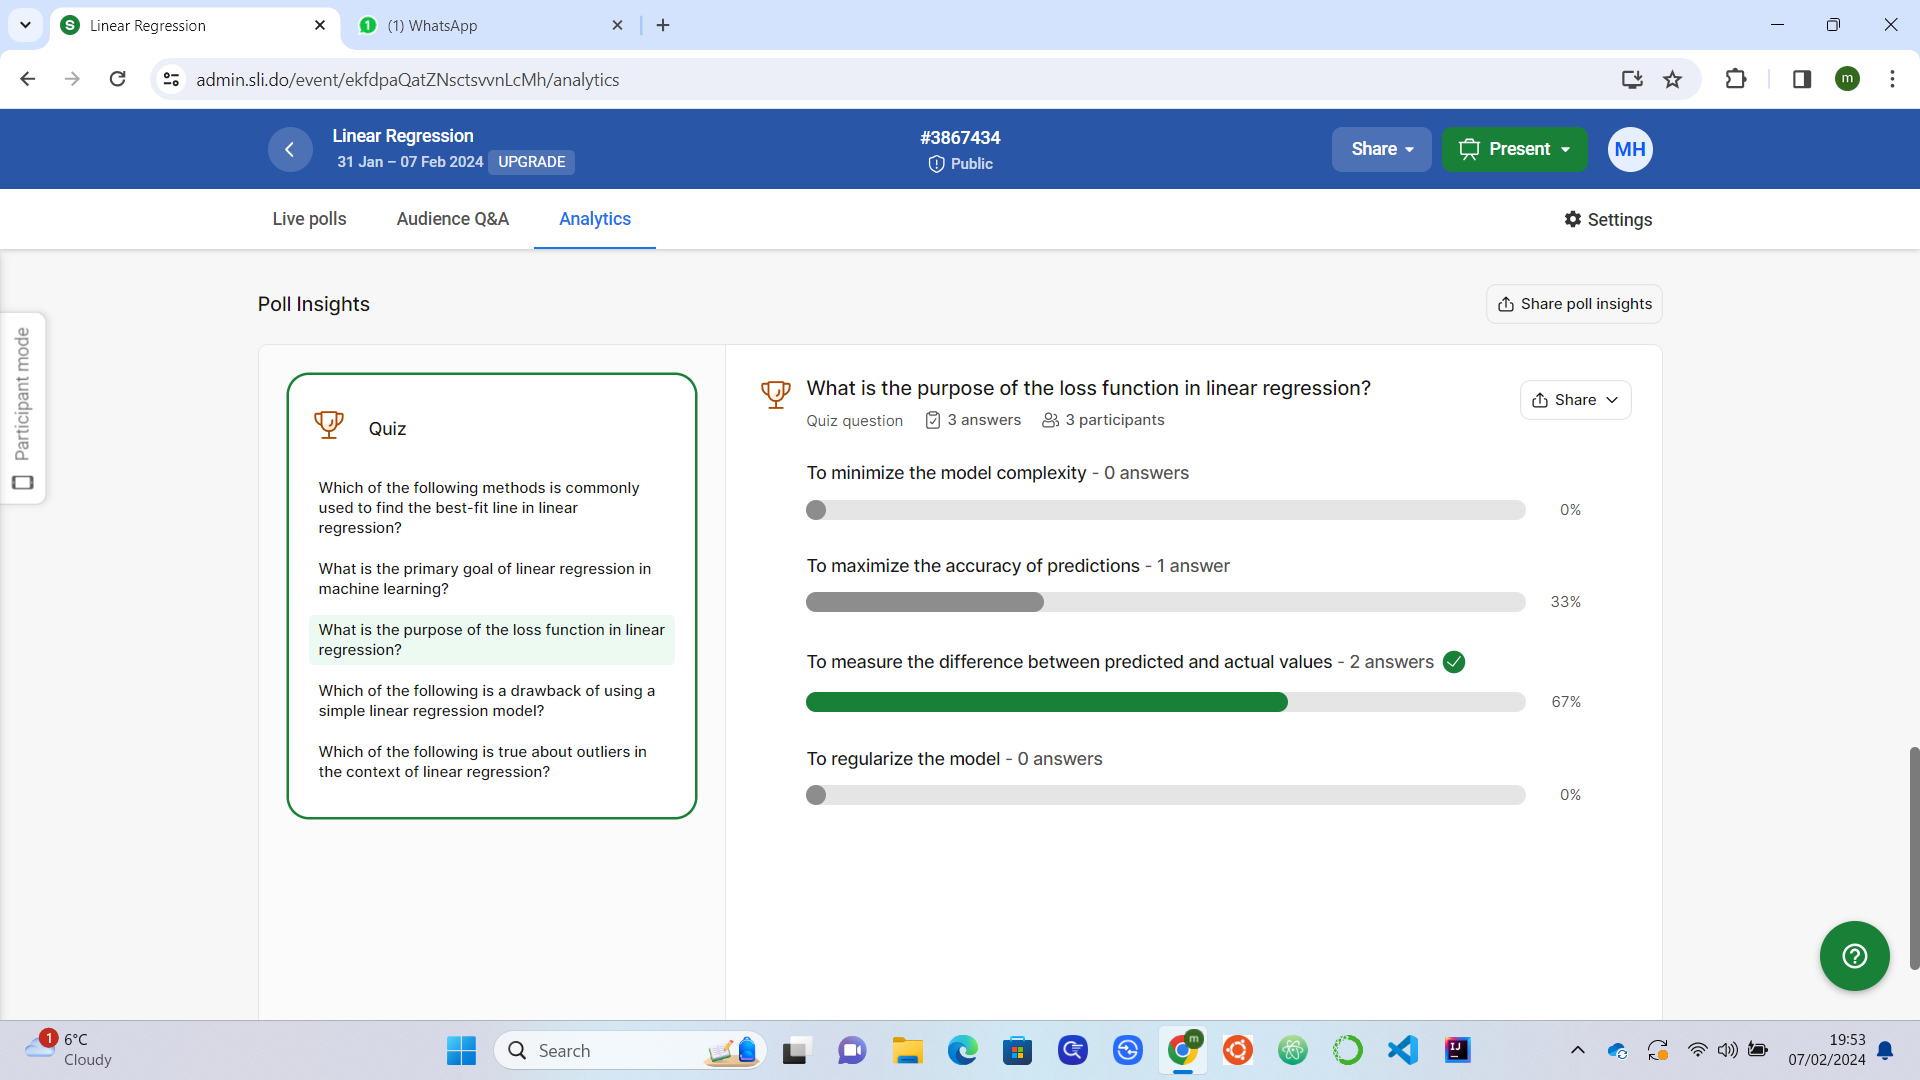 Linear Regression
(1) WhatsApp
admin.sli.do/event/ekfdpaQatZNsctsvvnLcMh/analytics
m
Linear Regression
31 Jan – 07 Feb 2024 UPGRADE
#3867434
Public
Share
Present
MH
Live polls
Audience Q&A
Analytics
Settings
Participant mode
Poll Insights
Share poll insights
Quiz
Which of the following methods is commonly
used to find the best-fit line in linear
regression?
What is the primary goal of linear regression in
machine learning?
What is the purpose of the loss function in linear
regression?
Which of the following is a drawback of using a
simple linear regression model?
Which of the following is true about outliers in
the context of linear regression?
What is the purpose of the loss function in linear regression?
Quiz question 3 answers 3 participants
Share
To minimize the model complexity - 0 answers
0%
To maximize the accuracy of predictions - 1 answer
33%
To measure the difference between predicted and actual values - 2 answers
67%
To regularize the model - 0 answers
0%
1
6°C
Cloudy
Search
m
IJ
19:53
07/02/2024